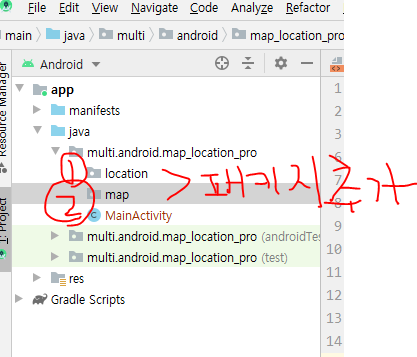 File Edit View Navigate Code Analyze Refactor
main java multi android map_location_pro
Android
Resource Manager
1: Project
app
manifests
java
multi.android.map_location_pro
① location
② map
> 패키지 추가
MainActivity
multi.android.map_location_pro (androidTes
multi.android.map_location_pro (test)
res
Gradle Scripts
1
2
3
4
5
6
7
8
9
10
11
12
13
14